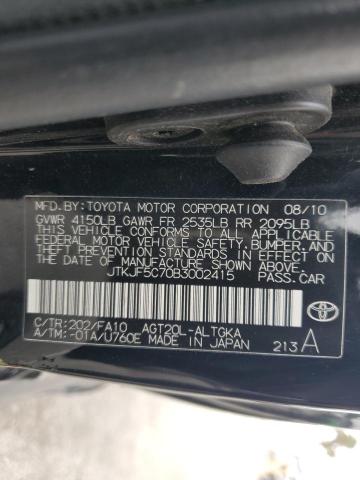 MFD.BY:TOYOTA MOTOR CORPORATION 08/10
GVWR 4150LB GAWR FR 2535LB RR 2095LB
THIS VEHICLE CONFORMS TO ALL APPLICABLE
FEDERAL MOTOR VEHICLE SAFETY,BUMPER,AND
THEFT PREVENTION STANDARDS IN EFFECT ON
THE DATE OF MANUFACTURE SHOWN ABOVE.
JTKJF5C70B3002415 PASS.CAR
C/TR:202/FA10 AGT20L-ALTGKA
A/TM:-01A/U760E MADE IN JAPAN 213A
TOYOTA